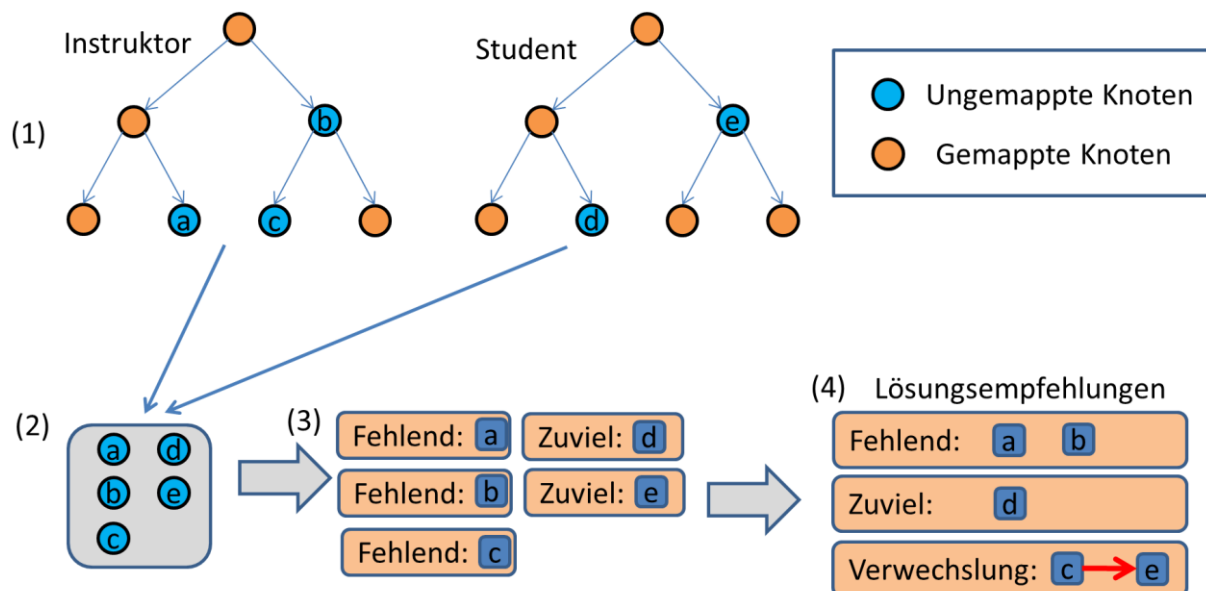 Instruktor
Student
Ungemappte Knoten
Gemappte Knoten
(1)
b
e
a
c
d
(2)
a d
b e
c
(3)
Fehlend: a
Zuviel: d
Fehlend: b
Zuviel: e
Fehlend: c
(4) Lösungsempfehlungen
Fehlend: a b
Zuviel: d
Verwechslung: c e